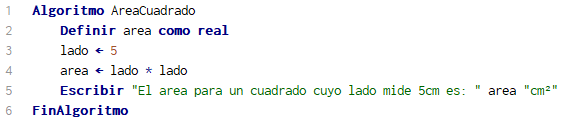 1 Algoritmo AreaCuadrado
2 Definir area como real
3 lado ← 5
4 area ← lado * lado
5 Escribir "El area para un cuadrado cuyo lado mide 5cm es: " area "cm²"
6 FinAlgoritmo